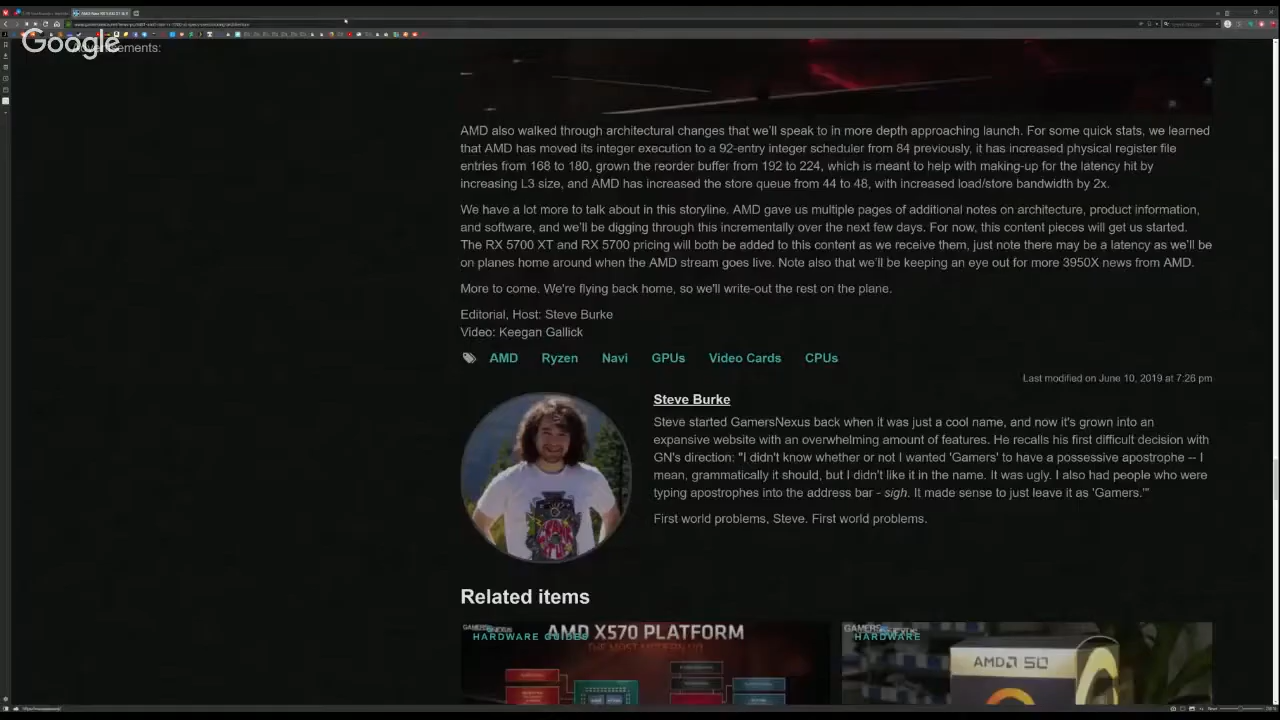 Google
Advertisements:
AMD also walked through architectural changes that we'll speak to in more depth approaching launch. For some quick stats, we learned
that AMD has moved its integer execution to a 92-entry integer scheduler from 84 previously, it has increased physical register file
entries from 168 to 180, grown the reorder buffer from 192 to 224, which is meant to help with making-up for the latency hit by
increasing L3 size, and AMD has increased the store queue from 44 to 48, with increased load/store bandwidth by 2x.
We have a lot more to talk about in this storyline. AMD gave us multiple pages of additional notes on architecture, product information,
and software, and we'll be digging through this incrementally over the next few days. For now, this content pieces will get us started.
The RX 5700 XT and RX 5700 pricing will both be added to this content as we receive them, just note there may be a latency as we'll be
on planes home around when the AMD stream goes live. Note also that we'll be keeping an eye out for more 3950X news from AMD.
More to come. We're flying back home, so we'll write-out the rest on the plane.
Editorial, Host: Steve Burke
Video: Keegan Gallick
AMD Ryzen Navi GPUs Video Cards CPUs
Last modified on June 10, 2019 at 7:26 pm
Steve Burke
Steve started GamersNexus back when it was just a cool name, and now it's grown into an
expansive website with an overwhelming amount of features. He recalls his first difficult decision with
GN's direction: "I didn't know whether or not I wanted 'Gamers' to have a possessive apostrophe -- I
mean, grammatically it should, but I didn't like it in the name. It was ugly. I also had people who were
typing apostrophes into the address bar - sigh. It made sense to just leave it as 'Gamers.'"
First world problems, Steve. First world problems.
Related items
HARDWARE GUIDES
AMD X570 PLATFORM
THE MOST MODERN I/O
HARDWARE
AMD 50